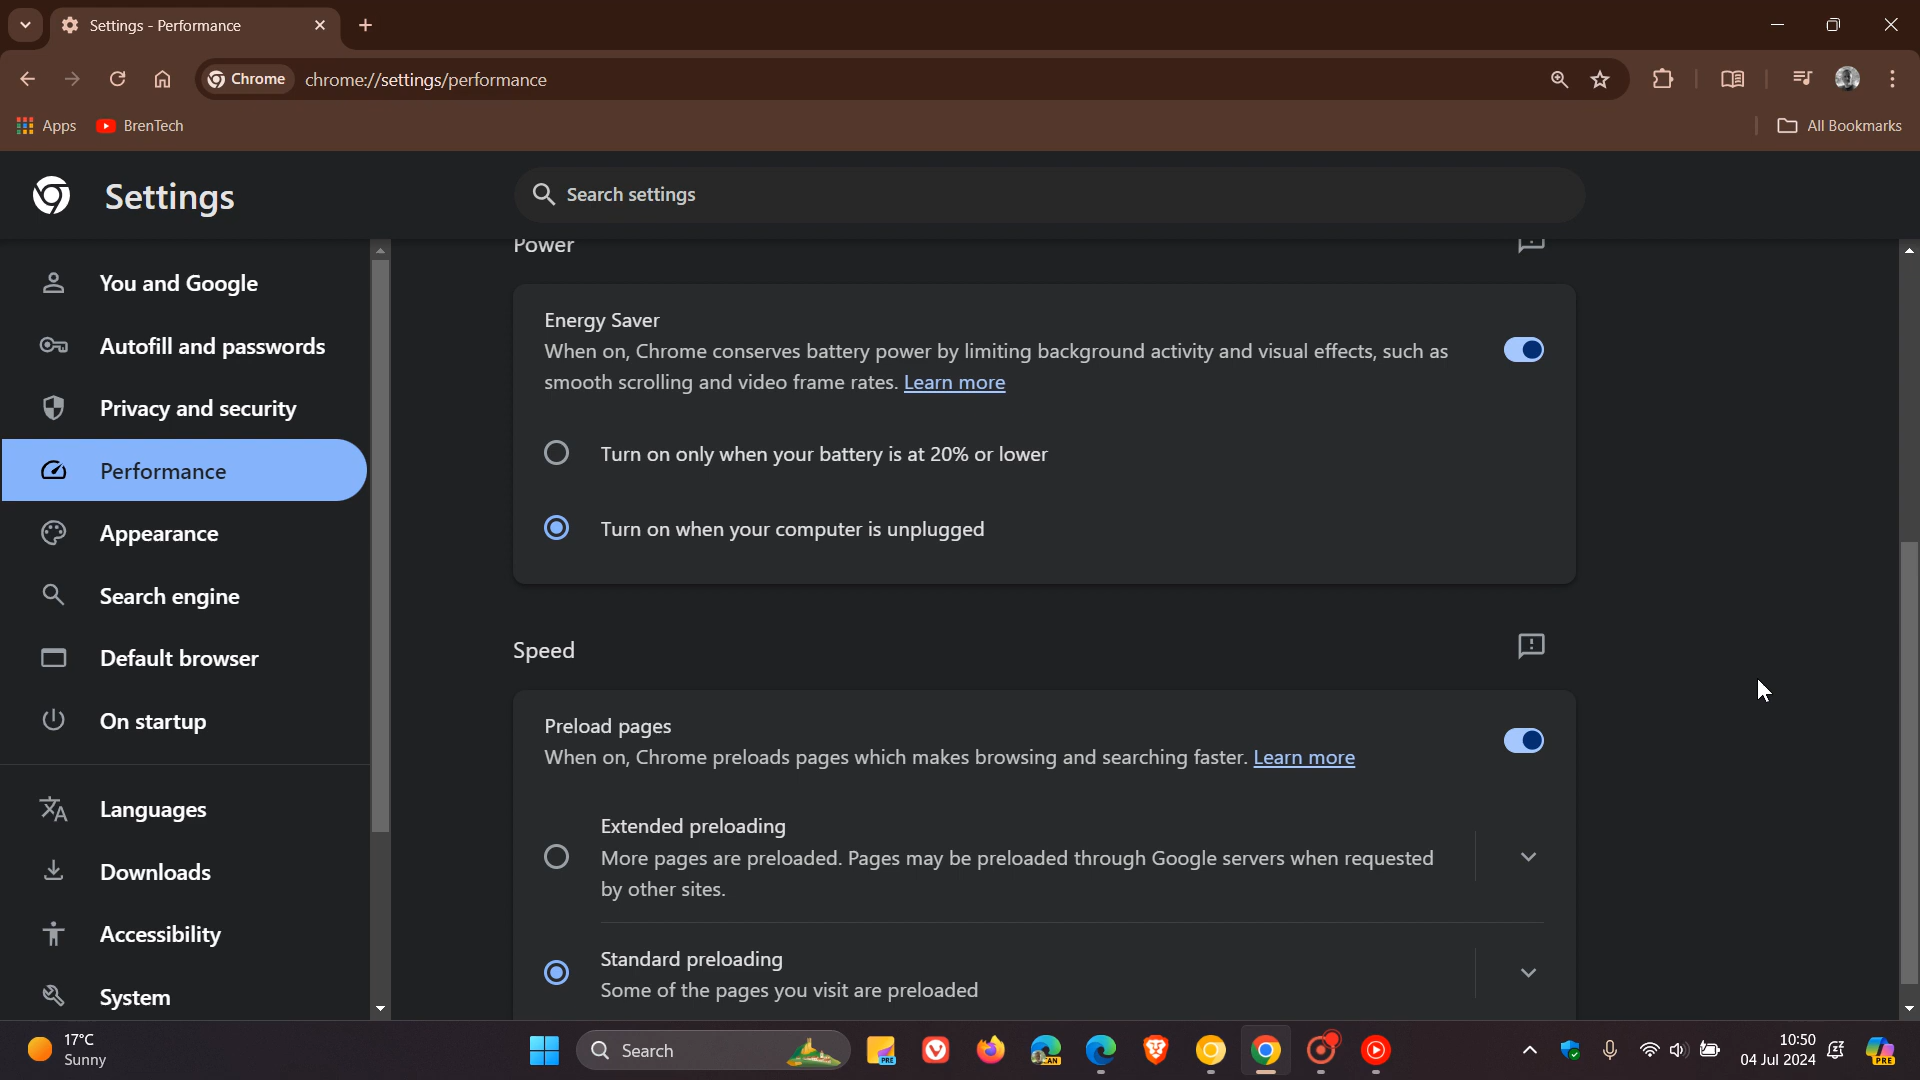 Settings - Performance
Chrome
chrome://settings/performance
Apps
BrenTech
All Bookmarks
Settings
Search settings
You and Google
Autofill and passwords
Privacy and security
Performance
Appearance
Search engine
Default browser
On startup
Languages
Downloads
Accessibility
System
Power
Energy Saver
When on, Chrome conserves battery power by limiting background activity and visual effects, such as
smooth scrolling and video frame rates. Learn more
Turn on only when your battery is at 20% or lower
Turn on when your computer is unplugged
Speed
Preload pages
When on, Chrome preloads pages which makes browsing and searching faster. Learn more
Extended preloading
More pages are preloaded. Pages may be preloaded through Google servers when requested
by other sites.
Standard preloading
Some of the pages you visit are preloaded
17°C
Sunny
Search
PRE
CAN
10:50
04 Jul 2024
PRE